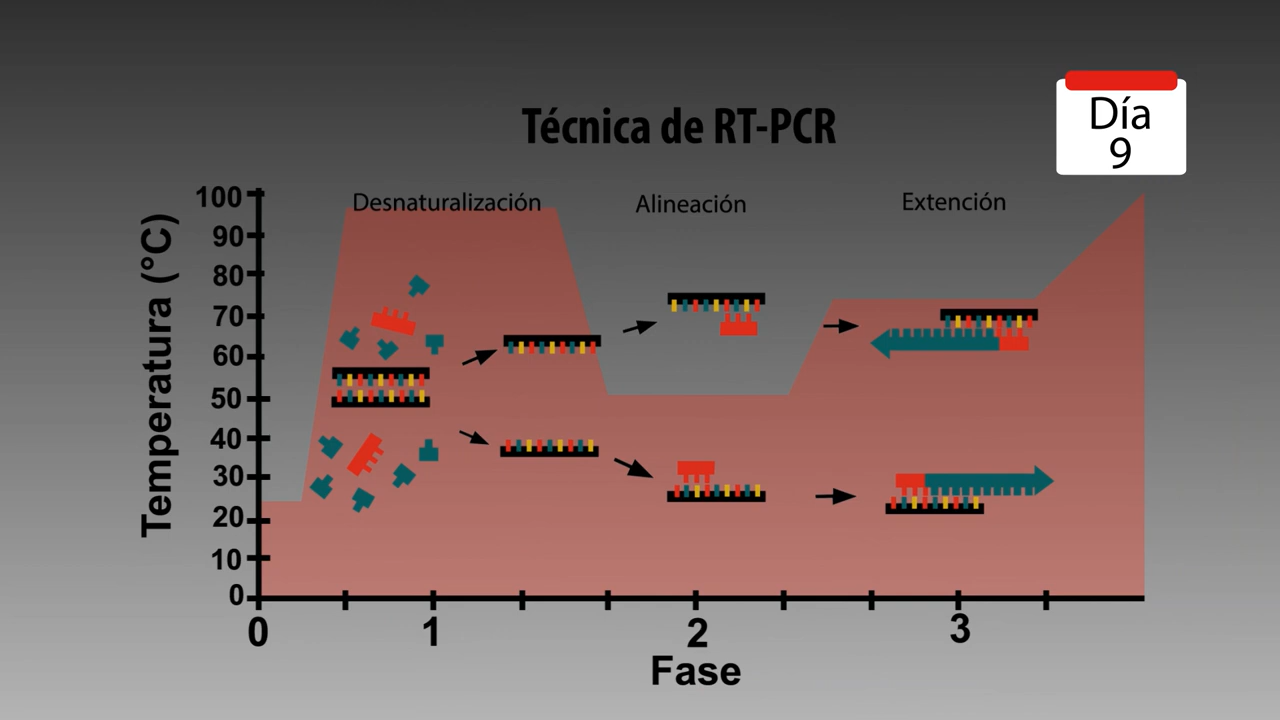 Técnica de RT-PCR
Día
9
Desnaturalización
Alineación
Extención
Temperatura (°C)
100
90
80
70
60
50
40
30
20
10
0
0
1
2
3
Fase